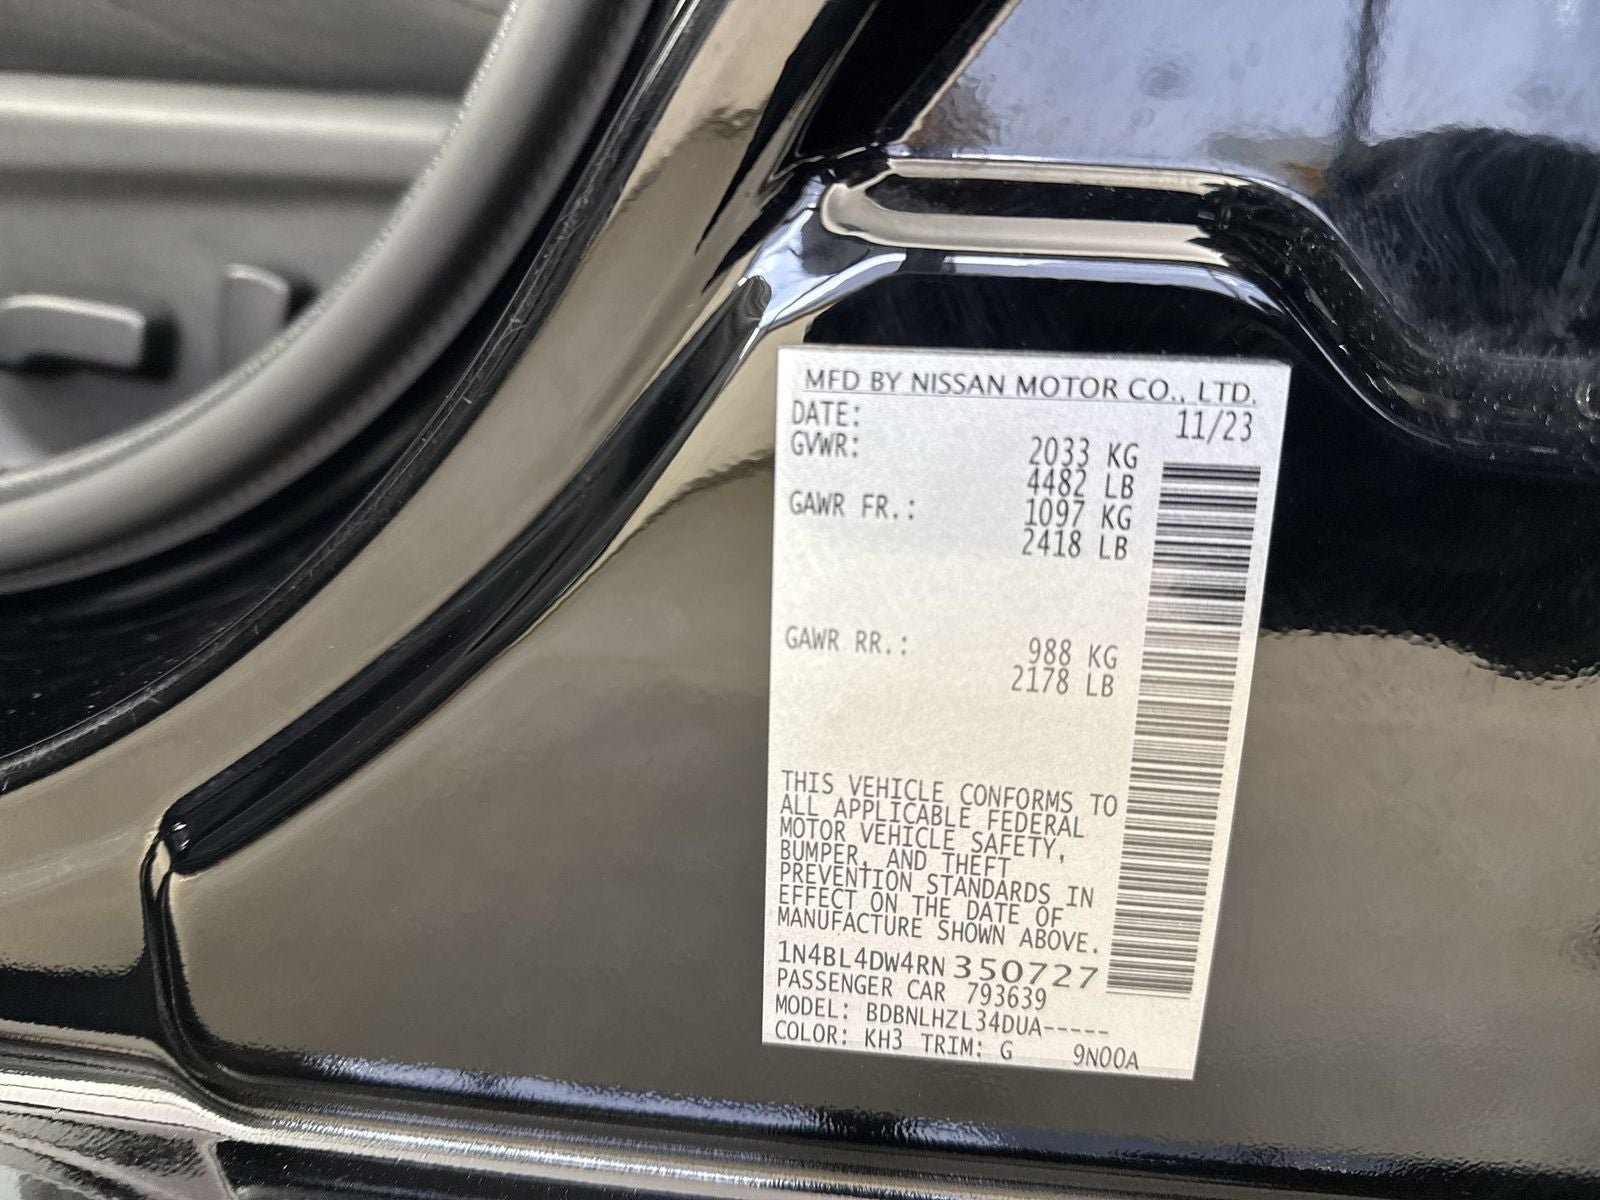 MFD BY NISSAN MOTOR CO., LTD.
DATE: 11/23
GVWR: 2033 KG
4482 LB
GAWR FR.: 1097 KG
2418 LB
GAWR RR.: 988 KG
2178 LB
THIS VEHICLE CONFORMS TO
ALL APPLICABLE FEDERAL
MOTOR VEHICLE SAFETY,
BUMPER, AND THEFT
PREVENTION STANDARDS IN
EFFECT ON THE DATE OF
MANUFACTURE SHOWN ABOVE.
1N4BL4DW4RN350727
PASSENGER CAR 793639
MODEL: BDBNLHZL34DUA-----
COLOR: KH3 TRIM: G 9N00A